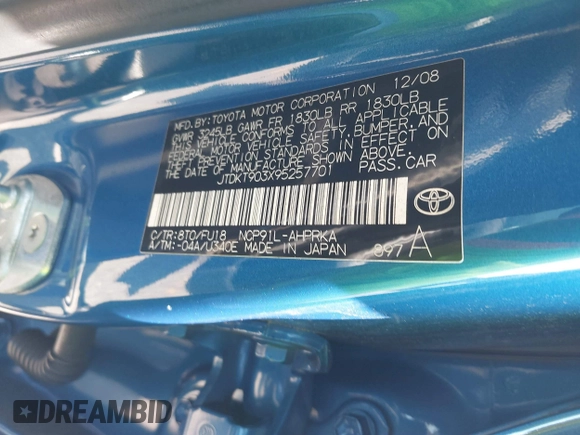 MFD.BY:TOYOTA MOTOR CORPORATION 12/08
GVWR 3245LB GAWR FR 1830LB RR 1830LB
THIS VEHICLE CONFORMS TO ALL APPLICABLE
FEDERAL MOTOR VEHICLE SAFETY, BUMPER, AND
THEFT PREVENTION STANDARDS IN EFFECT ON
THE DATE OF MANUFACTURE SHOWN ABOVE.
JTDKT903X95257701 PASS.CAR
C/TR:8T0/FU18 NCP91L-AHPRKA
A/TM:-04A/U340E MADE IN JAPAN 897 A
DREAMBID